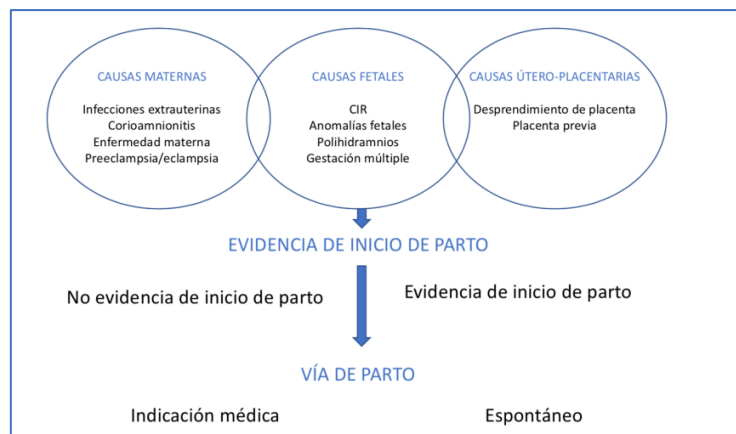 CAUSAS MATERNAS
Infecciones extrauterinas
Corioamnionitis
Enfermedad materna
Preeclampsia/eclampsia
CAUSAS FETALES
CIR
Anomalías fetales
Polihidramnios
Gestación múltiple
CAUSAS ÚTERO-PLACENTARIAS
Desprendimiento de placenta
Placenta previa
EVIDENCIA DE INICIO DE PARTO
No evidencia de inicio de parto
Evidencia de inicio de parto
VÍA DE PARTO
Indicación médica
Espontáneo